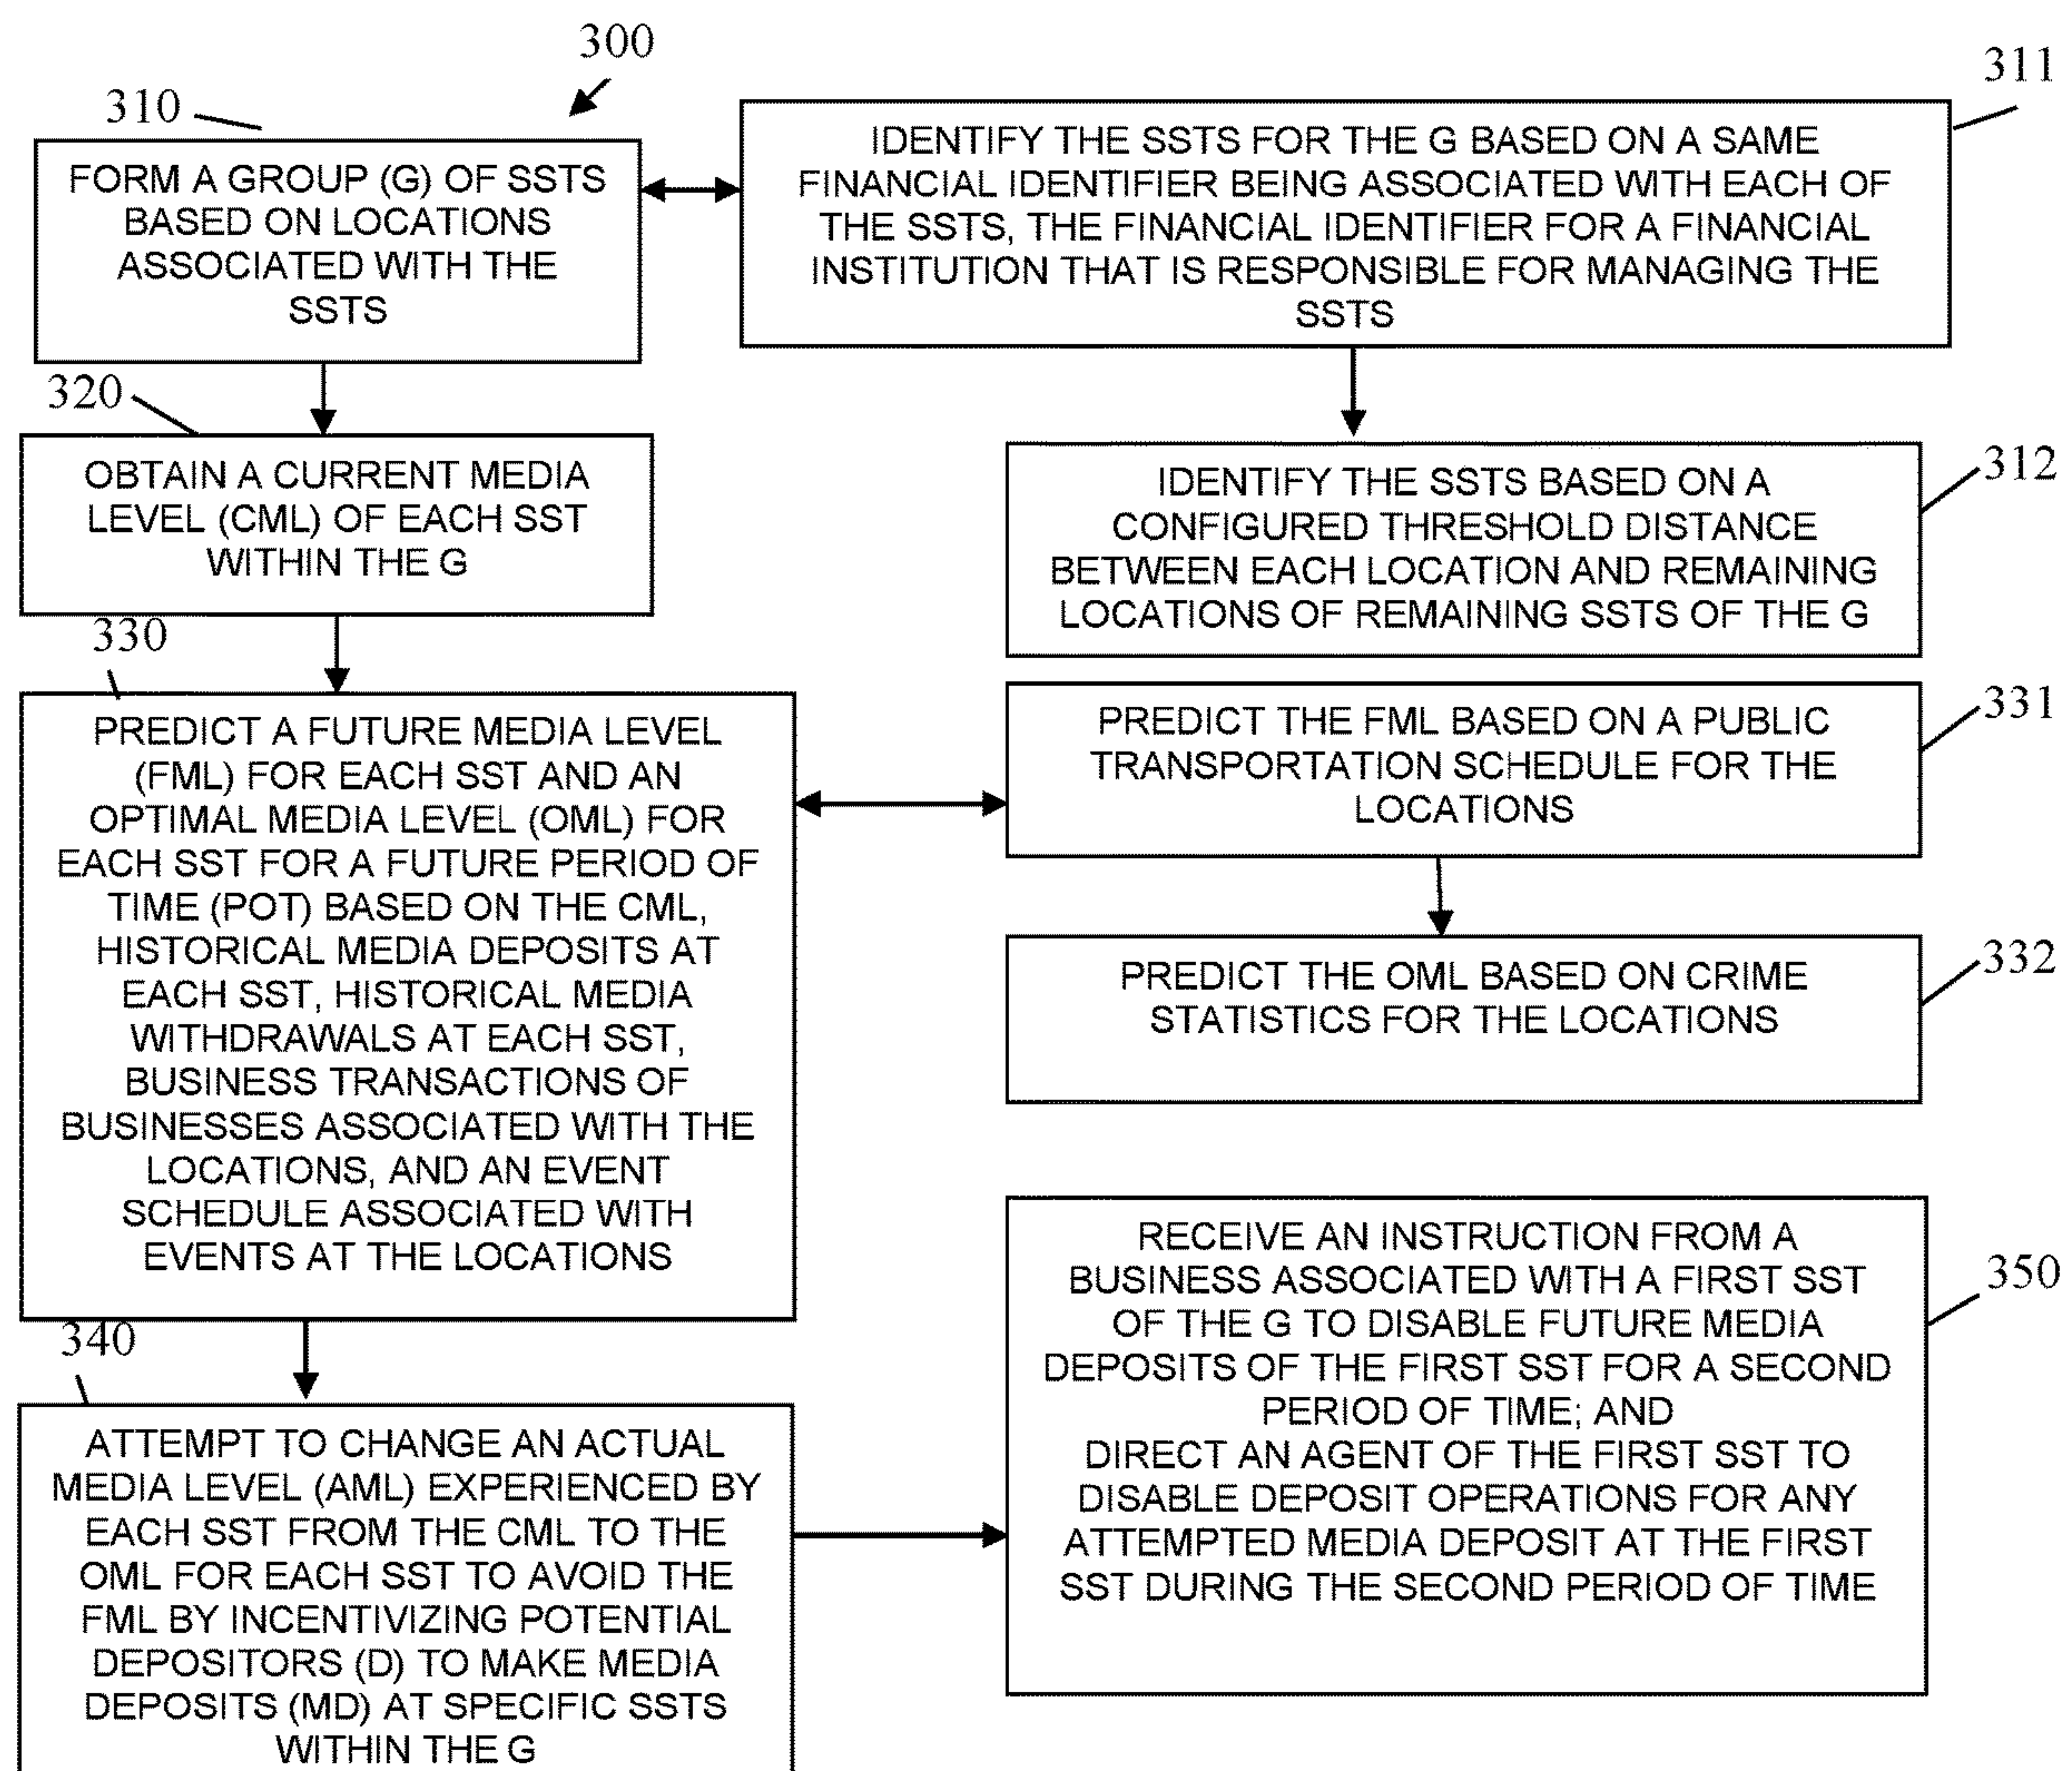 300
310
FORM A GROUP (G) OF SSTS
BASED ON LOCATIONS
ASSOCIATED WITH THE
SSTS
311
IDENTIFY THE SSTS FOR THE G BASED ON A SAME
FINANCIAL IDENTIFIER BEING ASSOCIATED WITH EACH OF
THE SSTS, THE FINANCIAL IDENTIFIER FOR A FINANCIAL
INSTITUTION THAT IS RESPONSIBLE FOR MANAGING THE
SSTS
320
OBTAIN A CURRENT MEDIA
LEVEL (CML) OF EACH SST
WITHIN THE G
312
IDENTIFY THE SSTS BASED ON A
CONFIGURED THRESHOLD DISTANCE
BETWEEN EACH LOCATION AND REMAINING
LOCATIONS OF REMAINING SSTS OF THE G
330
PREDICT A FUTURE MEDIA LEVEL
(FML) FOR EACH SST AND AN
OPTIMAL MEDIA LEVEL (OML) FOR
EACH SST FOR A FUTURE PERIOD OF
TIME (POT) BASED ON THE CML,
HISTORICAL MEDIA DEPOSITS AT
EACH SST, HISTORICAL MEDIA
WITHDRAWALS AT EACH SST,
BUSINESS TRANSACTIONS OF
BUSINESSES ASSOCIATED WITH THE
LOCATIONS, AND AN EVENT
SCHEDULE ASSOCIATED WITH
EVENTS AT THE LOCATIONS
331
PREDICT THE FML BASED ON A PUBLIC
TRANSPORTATION SCHEDULE FOR THE
LOCATIONS
332
PREDICT THE OML BASED ON CRIME
STATISTICS FOR THE LOCATIONS
340
ATTEMPT TO CHANGE AN ACTUAL
MEDIA LEVEL (AML) EXPERIENCED BY
EACH SST FROM THE CML TO THE
OML FOR EACH SST TO AVOID THE
FML BY INCENTIVIZING POTENTIAL
DEPOSITORS (D) TO MAKE MEDIA
DEPOSITS (MD) AT SPECIFIC SSTS
WITHIN THE G
350
RECEIVE AN INSTRUCTION FROM A
BUSINESS ASSOCIATED WITH A FIRST SST
OF THE G TO DISABLE FUTURE MEDIA
DEPOSITS OF THE FIRST SST FOR A SECOND
PERIOD OF TIME; AND
DIRECT AN AGENT OF THE FIRST SST TO
DISABLE DEPOSIT OPERATIONS FOR ANY
ATTEMPTED MEDIA DEPOSIT AT THE FIRST
SST DURING THE SECOND PERIOD OF TIME